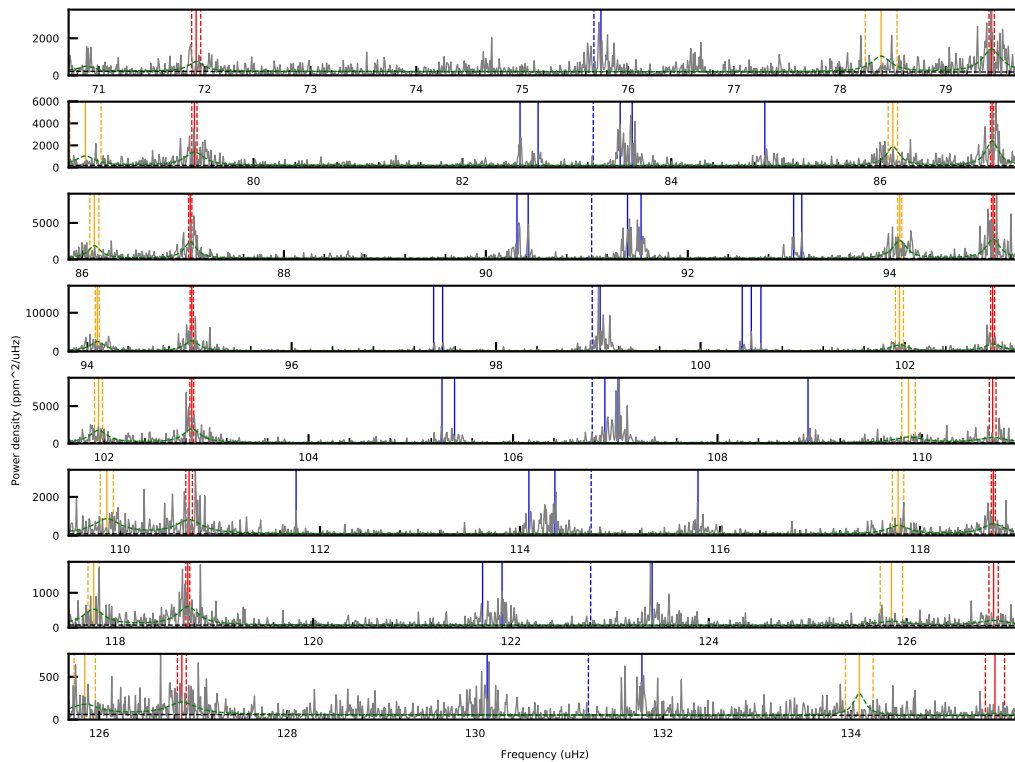 2000
0
71 72 73 74 75 76 77 78 79
6000
4000
2000
0
80 82 84 86
5000
0
86 88 90 92 94
10000
0
94 96 98 100 102
5000
0
102 104 106 108 110
2000
0
110 112 114 116 118
1000
0
118 120 122 124 126
500
0
126 128 130 132 134
Power density (ppm^2/uHz)
Frequency (uHz)